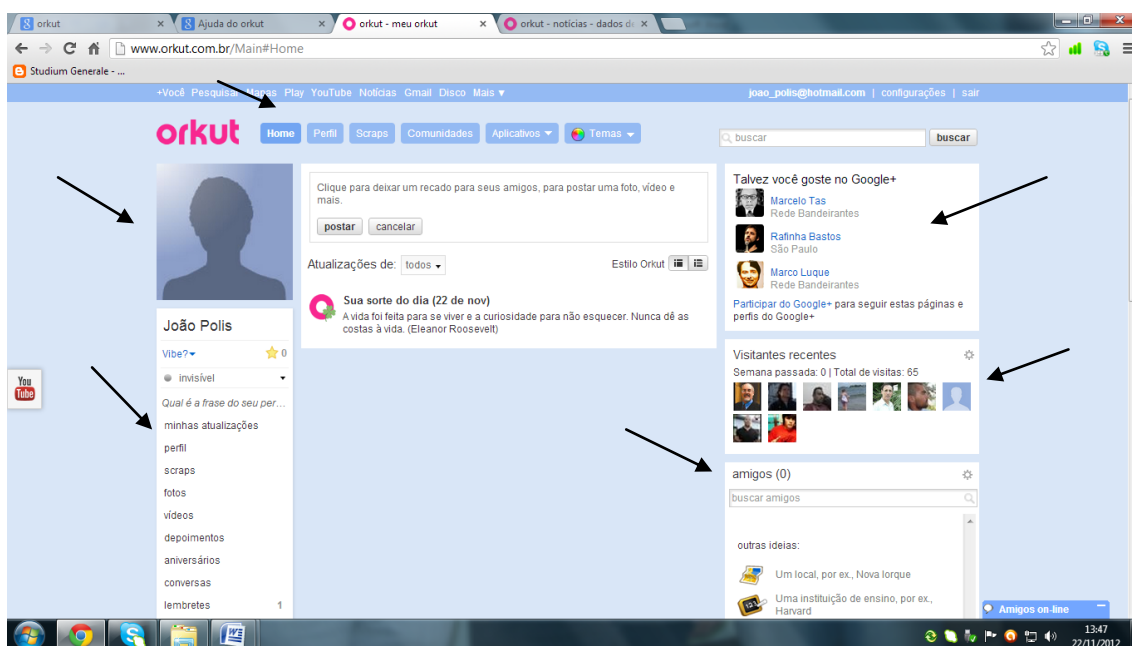 orkut
Ajuda do orkut
orkut - meu orkut
orkut - notícias - dados de
www.orkut.com.br/Main#Home
Studium Generale - ...
+Você Pesquisar Mapas Play YouTube Notícias Gmail Disco Mais
joao_polis@hotmail.com | configurações | sair
orkut
Home Perfil Scraps Comunidades Aplicativos Temas
buscar buscar
Clique para deixar um recado para seus amigos, para postar uma foto, vídeo e
mais.
postar cancelar
Atualizações de: todos Estilo Orkut
Sua sorte do dia (22 de nov)
A vida foi feita para se viver e a curiosidade para não esquecer. Nunca dê as
costas à vida. (Eleanor Roosevelt)
João Polis
Vibe? 0
invisível
Qual é a frase do seu per...
minhas atualizações
perfil
scraps
fotos
vídeos
depoimentos
aniversários
conversas
lembretes 1
You
Tube
Talvez você goste no Google+
Marcelo Tas
Rede Bandeirantes
Rafinha Bastos
São Paulo
Marco Luque
Rede Bandeirantes
Participar do Google+ para seguir estas páginas e
perfis do Google+
Visitantes recentes
Semana passada: 0 | Total de visitas: 65
amigos (0)
buscar amigos
outras ideias:
Um local, por ex., Nova Iorque
Uma instituição de ensino, por ex.,
Harvard
Amigos on-line
13:47
22/11/2012